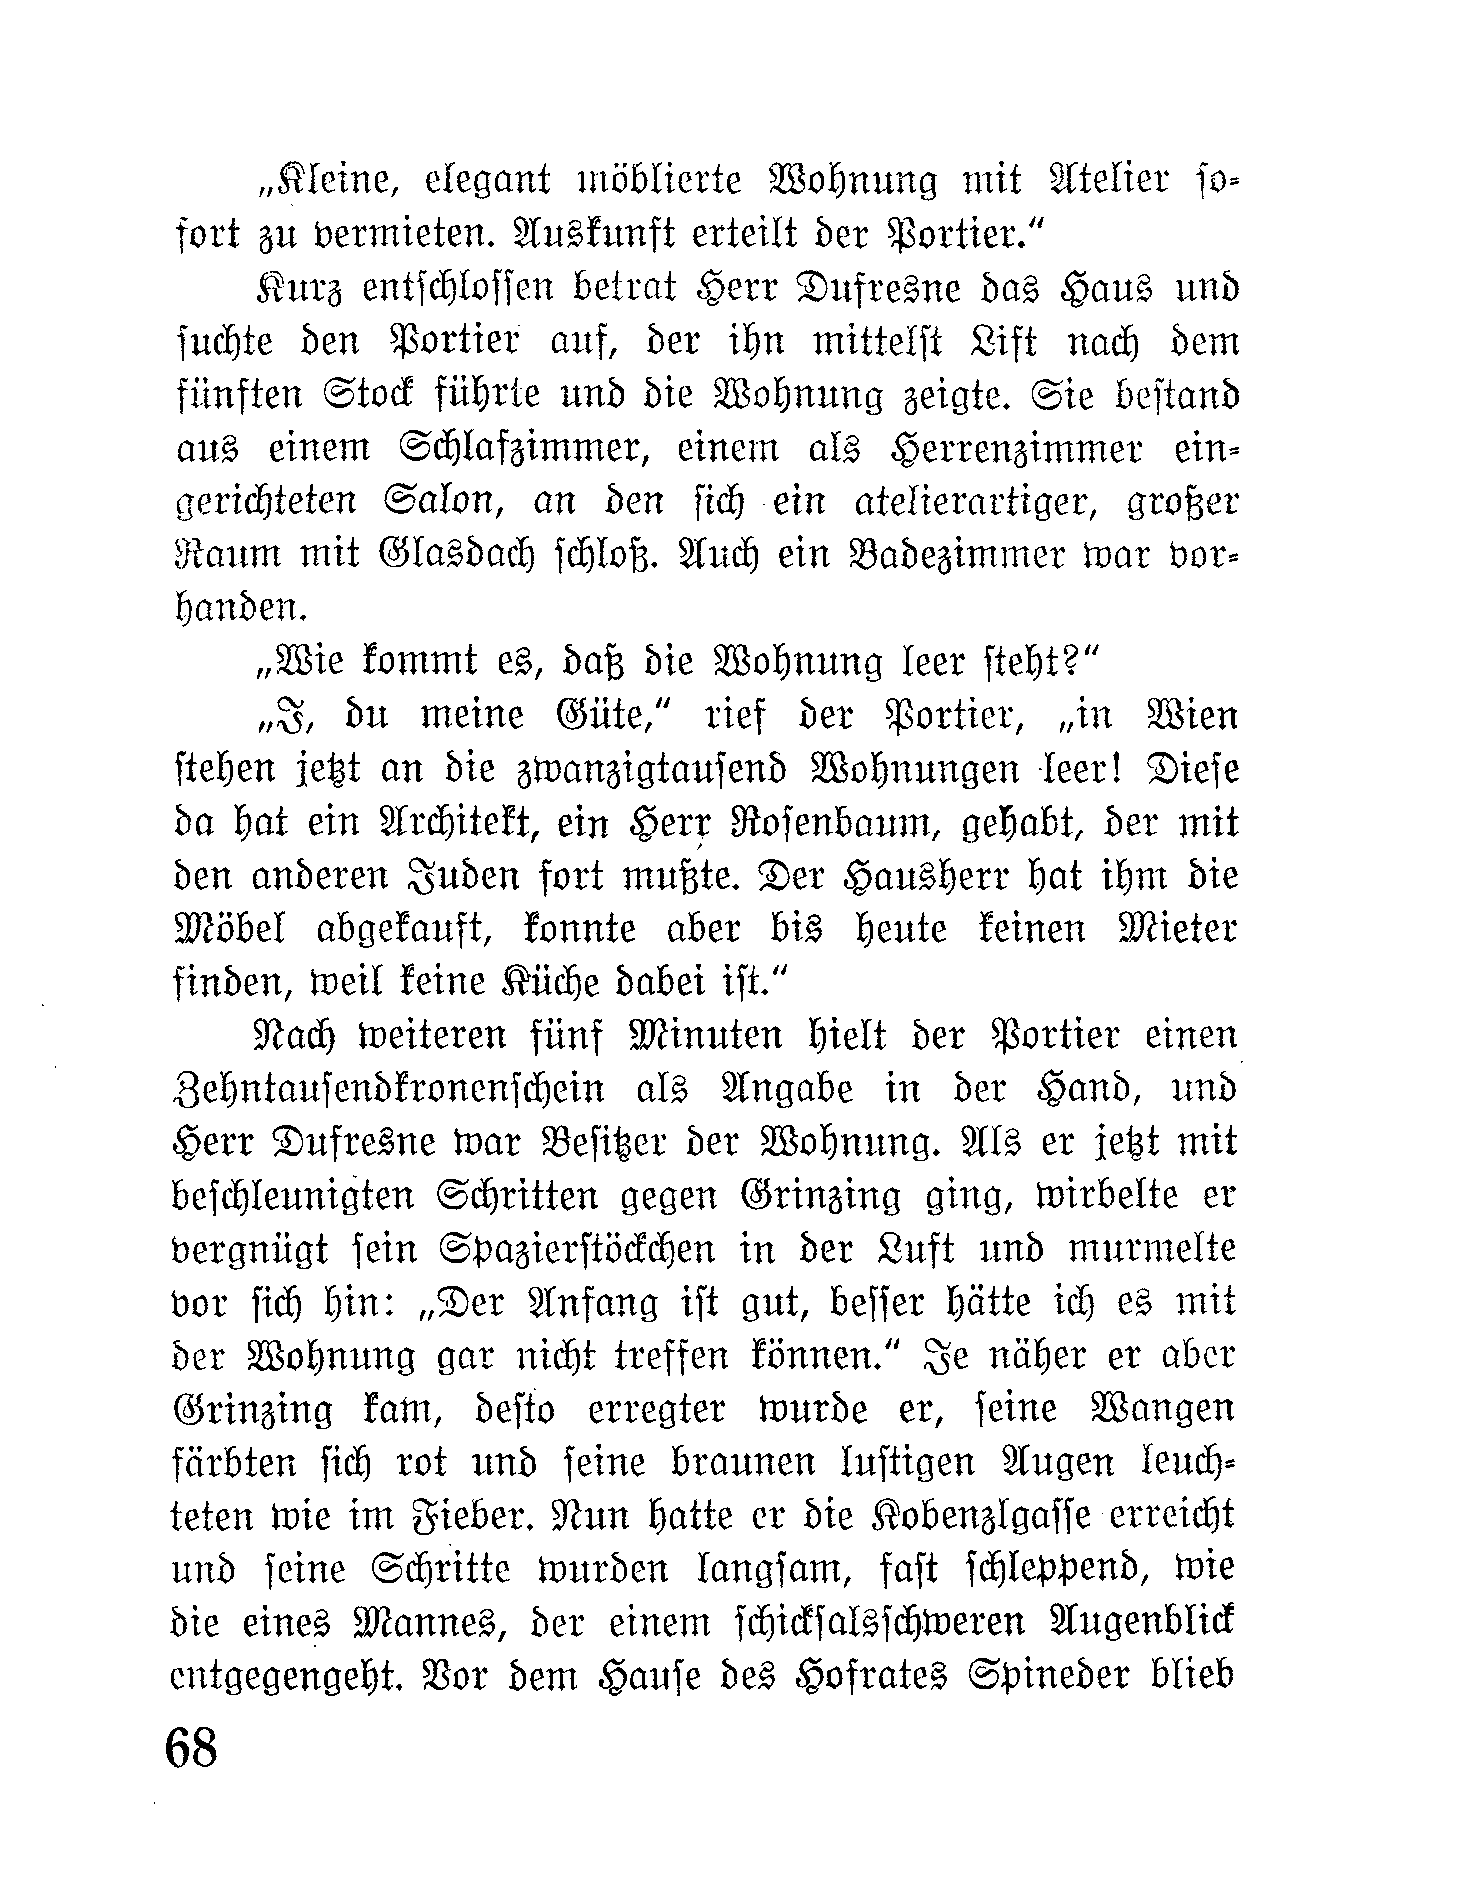 „Kleine, elegant möblierte Wohnung mit Atelier so-
fort zu vermieten. Auskunft erteilt der Portier.“
Kurz entschlossen betrat Herr Dufresne das Haus und
suchte den Portier auf, der ihn mittelst Lift nach dem
fünften Stock führte und die Wohnung zeigte. Sie bestand
aus einem Schlafzimmer, einem als Herrenzimmer ein-
gerichteten Salon, an den sich ein atelierartiger, großer
Raum mit Glasdach schloß. Auch ein Badezimmer war vor-
handen.
„Wie kommt es, daß die Wohnung leer steht?“
„I, du meine Güte,“ rief der Portier, „in Wien
stehen jetzt an die zwanzigtausend Wohnungen leer! Diese
da hat ein Architekt, ein Herr Rosenbaum, gehabt, der mit
den anderen Juden fort mußte. Der Hausherr hat ihm die
Möbel abgekauft, konnte aber bis heute keinen Mieter
finden, weil keine Küche dabei ist.“
Nach weiteren fünf Minuten hielt der Portier einen
Zehntausendkronenschein als Angabe in der Hand, und
Herr Dufresne war Besitzer der Wohnung. Als er jetzt mit
beschleunigten Schritten gegen Grinzing ging, wirbelte er
vergnügt sein Spazierstöckchen in der Luft und murmelte
vor sich hin: „Der Anfang ist gut, besser hätte ich es mit
der Wohnung gar nicht treffen können.“ Je näher er aber
Grinzing kam, desto erregter wurde er, seine Wangen
färbten sich rot und seine braunen lustigen Augen leuch-
teten wie im Fieber. Nun hatte er die Kobenzlgasse erreicht
und seine Schritte wurden langsam, fast schleppend, wie
die eines Mannes, der einem schicksalsschweren Augenblick
entgegengeht. Vor dem Hause des Hofrates Spineder blieb
68